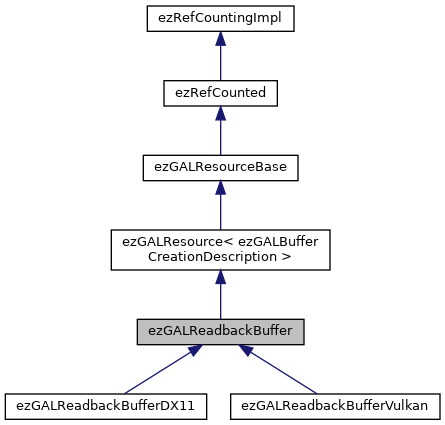 ezRefCountingImpl
ezRefCounted
ezGALResourceBase
ezGALResource< ezGALBuffer
CreationDescription >
ezGALReadbackBuffer
ezGALReadbackBufferDX11
ezGALReadbackBufferVulkan